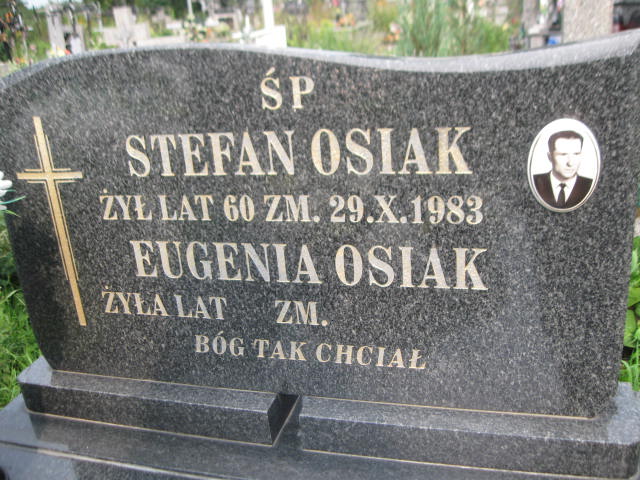 ŚP
STEFAN OSIAK
ŻYŁ LAT 60 ZM. 29.X.1983
EUGENIA OSIAK
ŻYŁA LAT ZM.
BÓG TAK CHCIAŁ